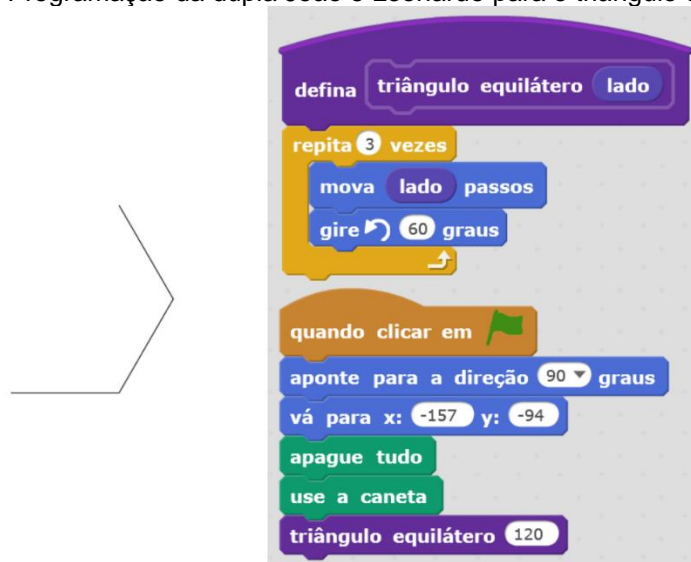 Programação da dupla João e Leonardo para o triângulo e
defina triângulo equilátero lado
repita 3 vezes
mova lado passos
gire 60 graus
quando clicar em
aponte para a direção 90 graus
vá para x: -157 y: -94
apague tudo
use a caneta
triângulo equilátero 120